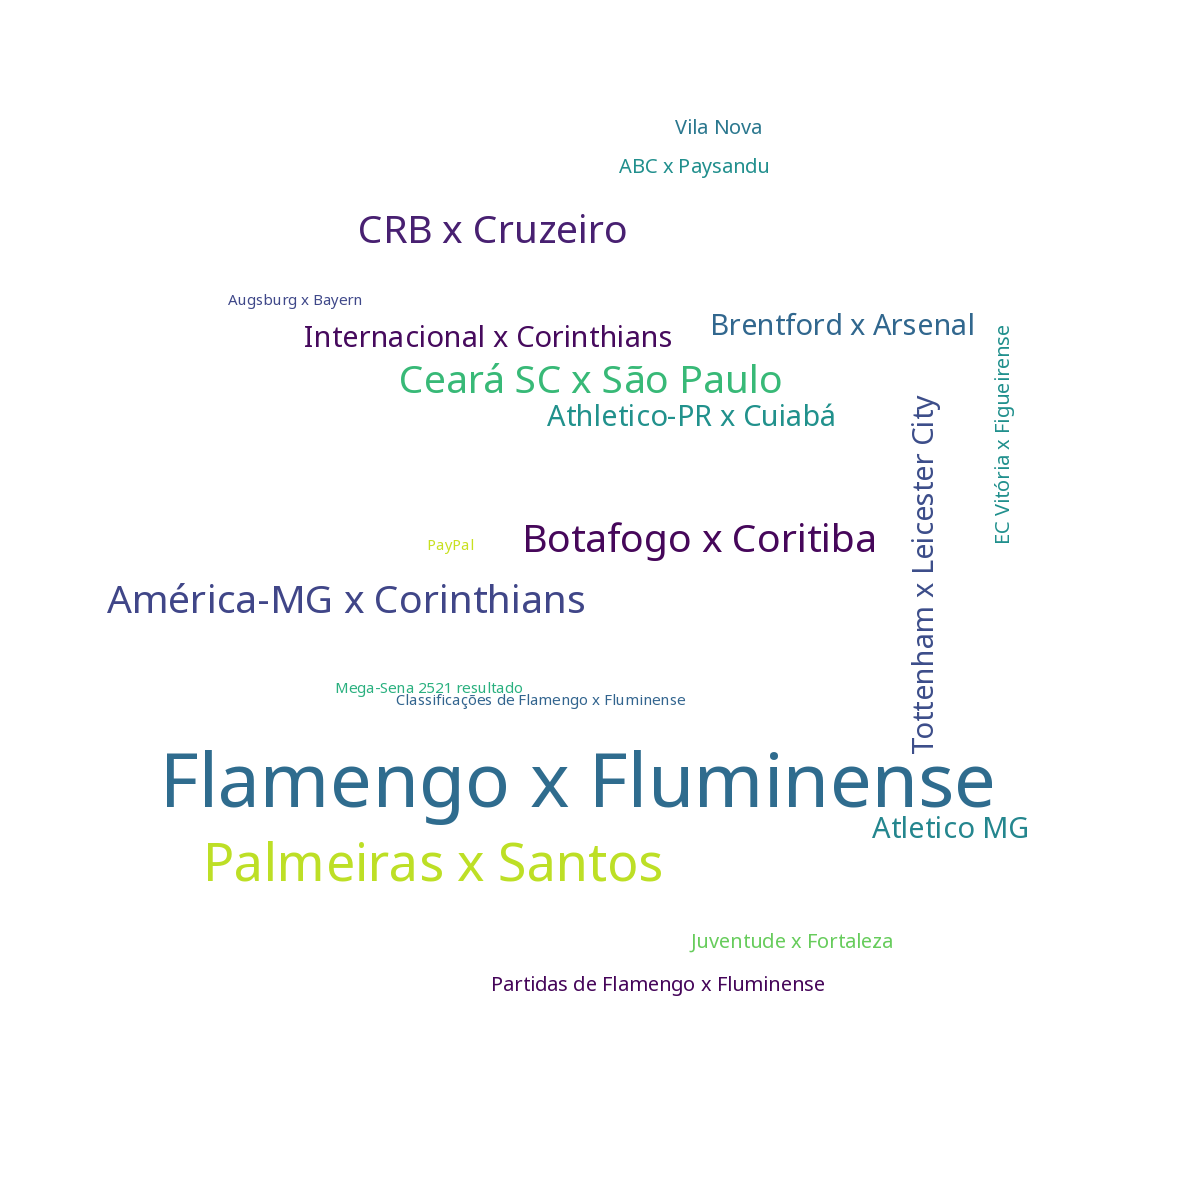 Vila Nova
ABC x Paysandu
CRB x Cruzeiro
Augsburg x Bayern
Brentford x Arsenal
Internacional x Corinthians
EC Vitória x Figueirense
Ceará SC x São Paulo
Athletico-PR x Cuiabá
Tottenham x Leicester City
Botafogo x Coritiba
PayPal
América-MG x Corinthians
Mega-Sena 2521 resultado
Classificações de Flamengo x Fluminense
Flamengo x Fluminense
Atletico MG
Palmeiras x Santos
Juventude x Fortaleza
Partidas de Flamengo x Fluminense